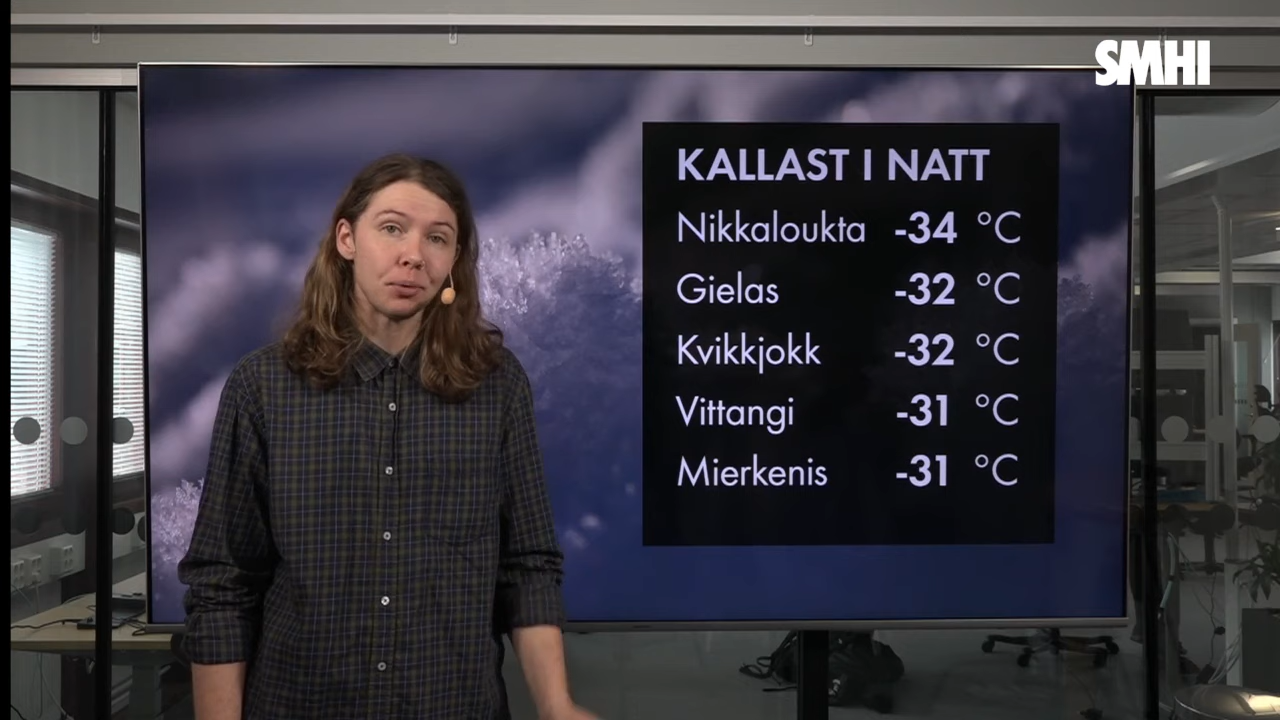 SMHI
KALLAST I NATT
Nikkaloukta -34 °C
Gielas -32 °C
Kvikkjokk -32 °C
Vittangi -31 °C
Mierkenis -31 °C